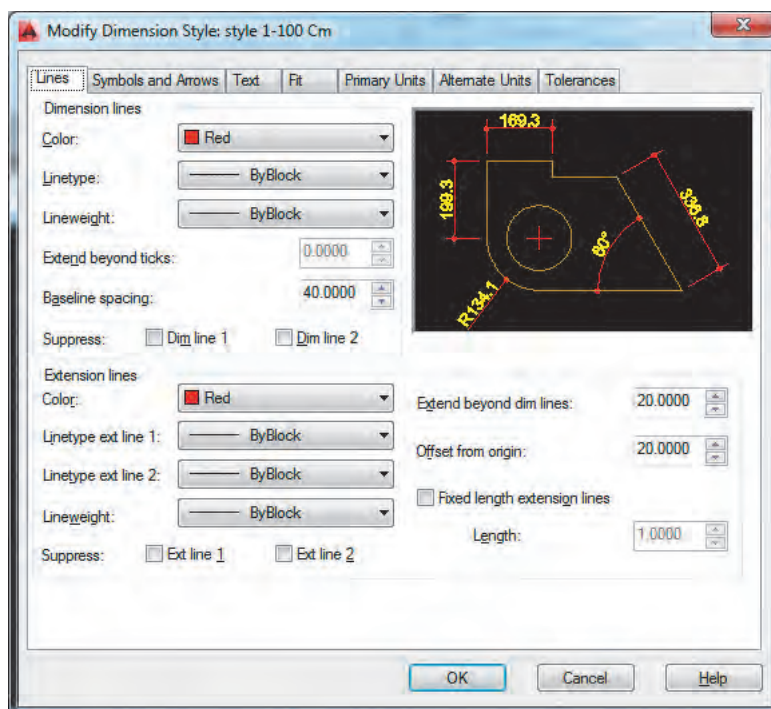 Modify Dimension Style: style 1-100 Cm
Lines Symbols and Arrows Text Fit Primary Units Alternate Units Tolerances
Dimension lines
Color: Red
Linetype: ByBlock
Lineweight: ByBlock
Extend beyond ticks: 0.0000
Baseline spacing: 40.0000
Suppress: Dim line 1 Dim line 2
169.3
199.3
336.8
60°
R134.1
Extension lines
Color: Red
Linetype ext line 1: ByBlock
Linetype ext line 2: ByBlock
Lineweight: ByBlock
Suppress: Ext line 1 Ext line 2
Extend beyond dim lines: 20.0000
Offset from origin: 20.0000
Fixed length extension lines
Length: 1.0000
OK Cancel Help